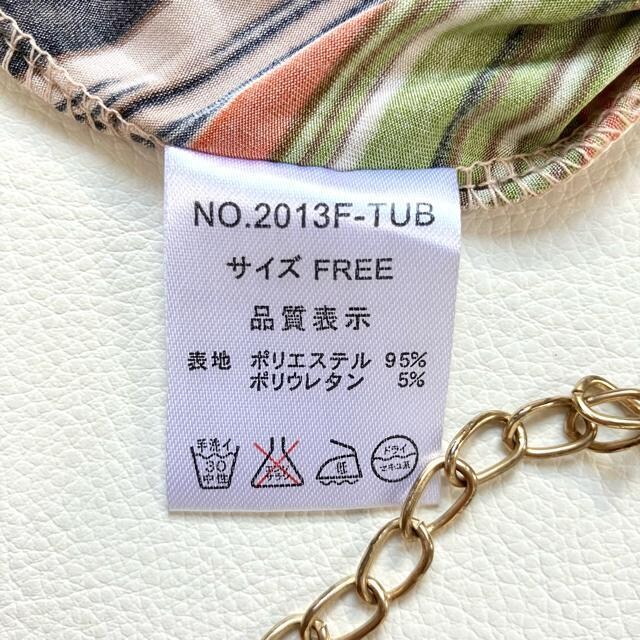 NO.2013F-TUB
サイズ FREE
品質表示
表地 ポリエステル 95%
ポリウレタン 5%
手洗イ
30
中性
低
ドライ
セキユ系